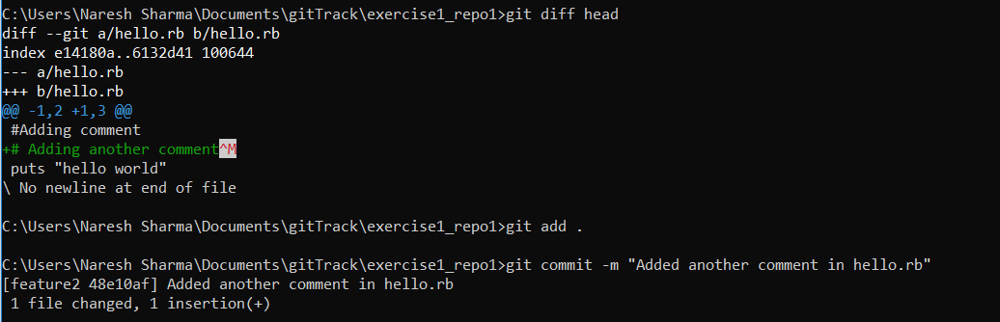 C:\Users\Naresh Sharma\Documents\gitTrack\exercise1_repo1>git diff head
diff --git a/hello.rb b/hello.rb
index e14180a..6132d41 100644
--- a/hello.rb
+++ b/hello.rb
@@ -1,2 +1,3 @@
 #Adding comment
+# Adding another comment^M
 puts "hello world"
\ No newline at end of file
C:\Users\Naresh Sharma\Documents\gitTrack\exercise1_repo1>git add .
C:\Users\Naresh Sharma\Documents\gitTrack\exercise1_repo1>git commit -m "Added another comment in hello.rb"
[feature2 48e10af] Added another comment in hello.rb
 1 file changed, 1 insertion(+)